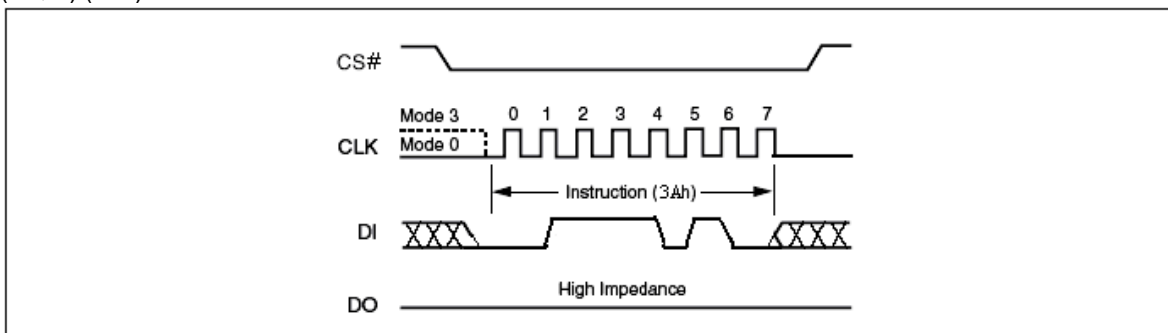 CS#
Mode 3 0 1 2 3 4 5 6 7
CLK Mode 0
Instruction (3Ah)
DI
DO High Impedance